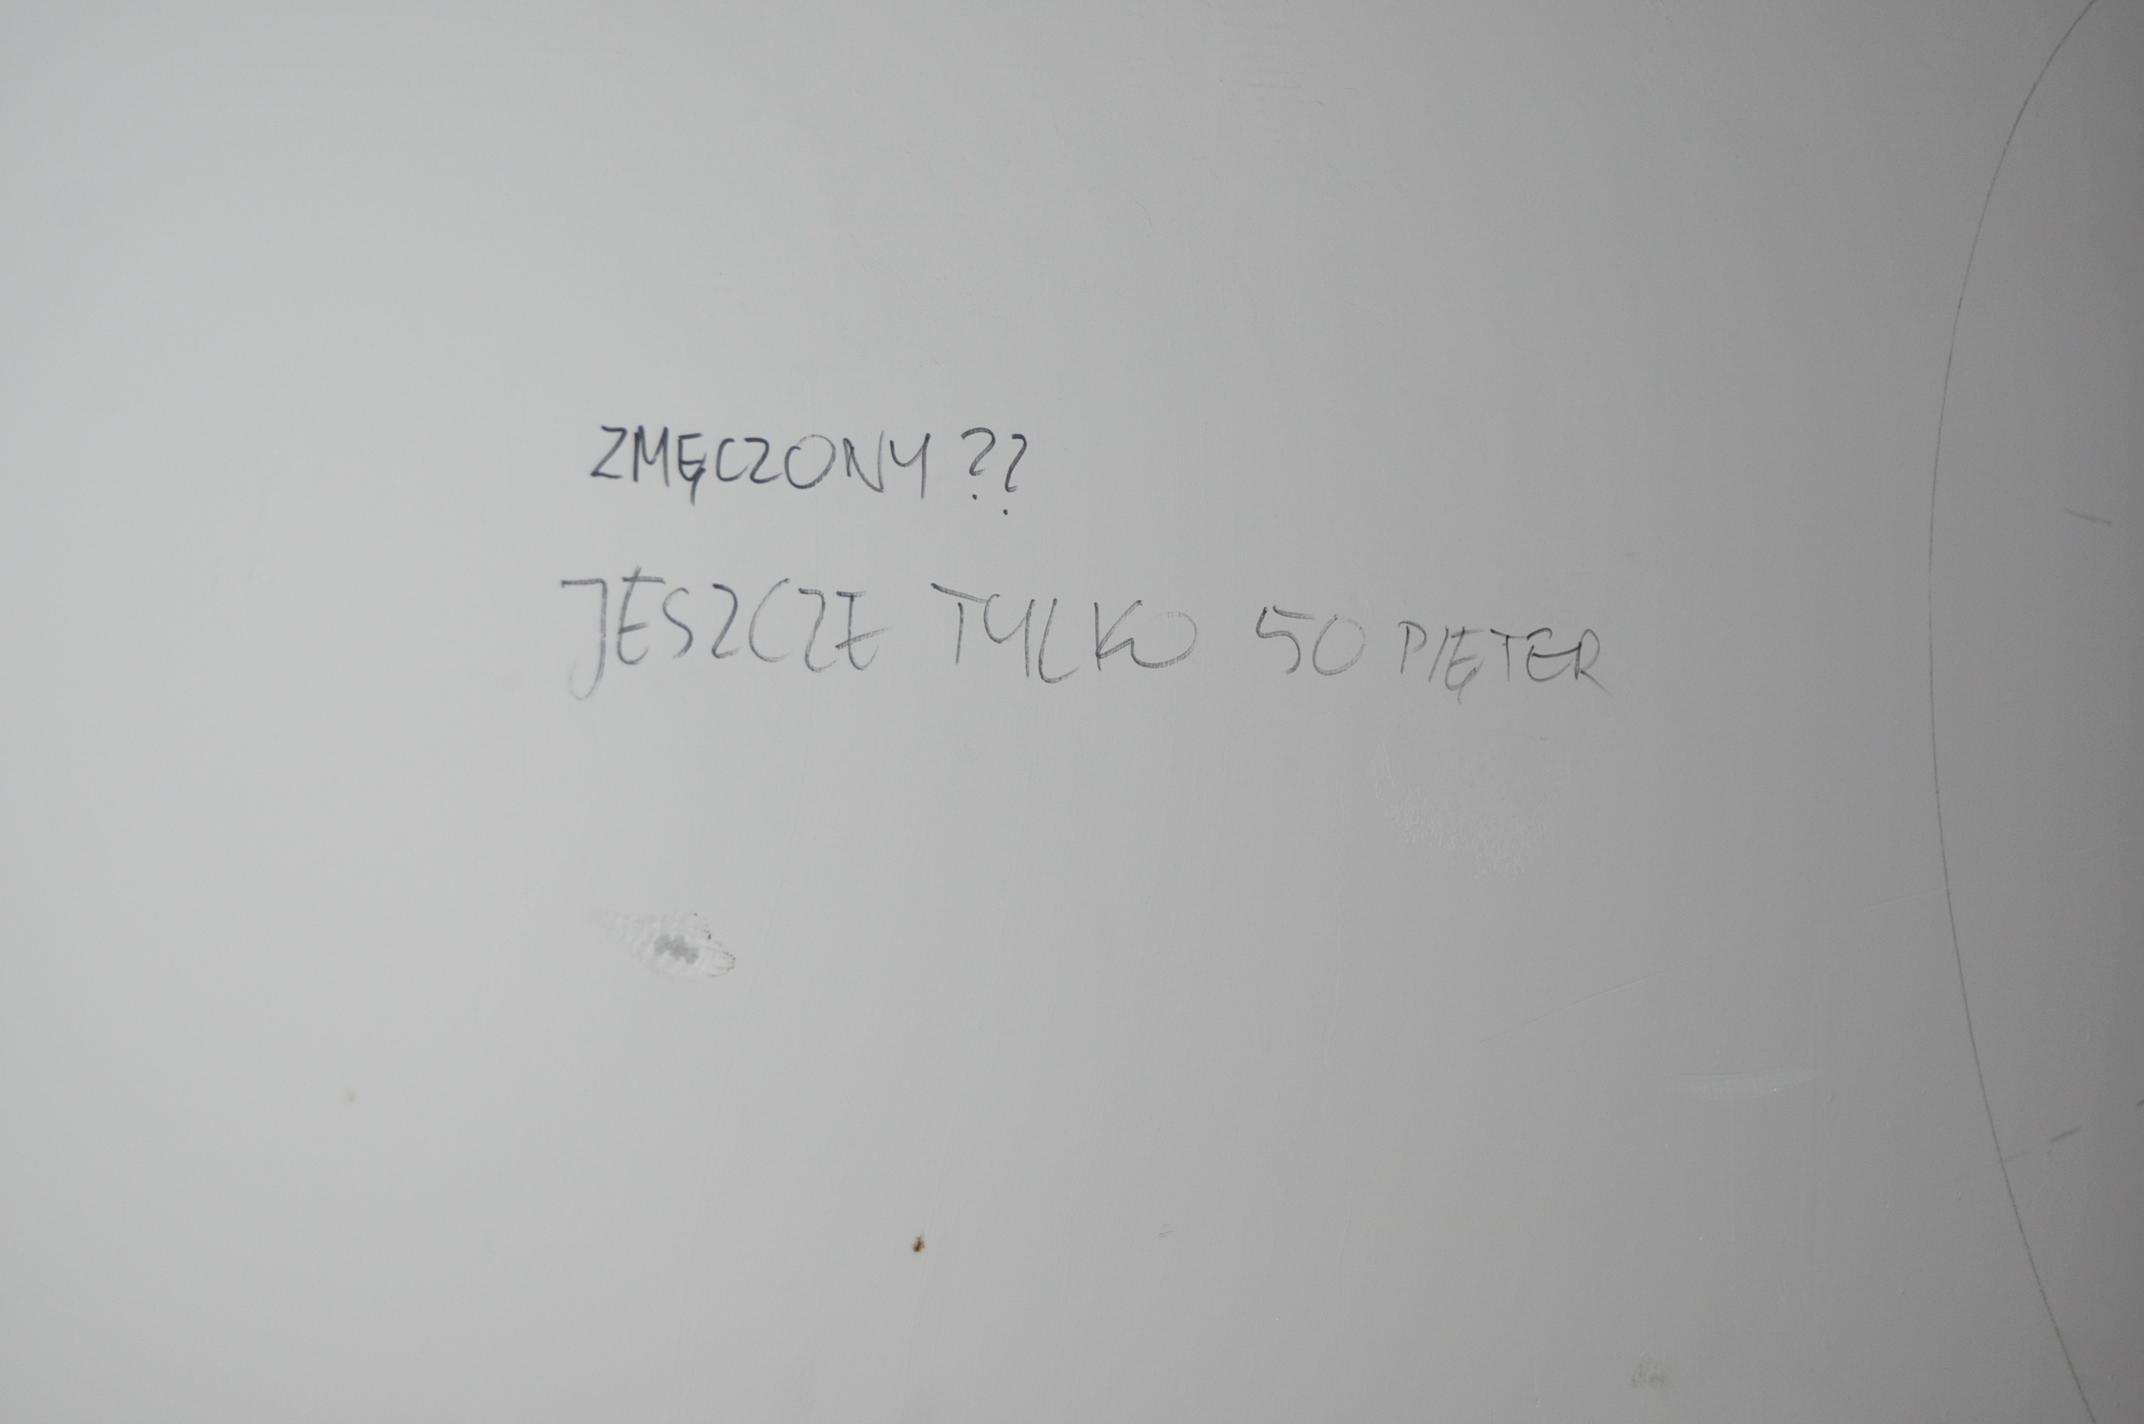 ZMĘCZONY ??
JESZCZE TYLKO 50 PIĘTER